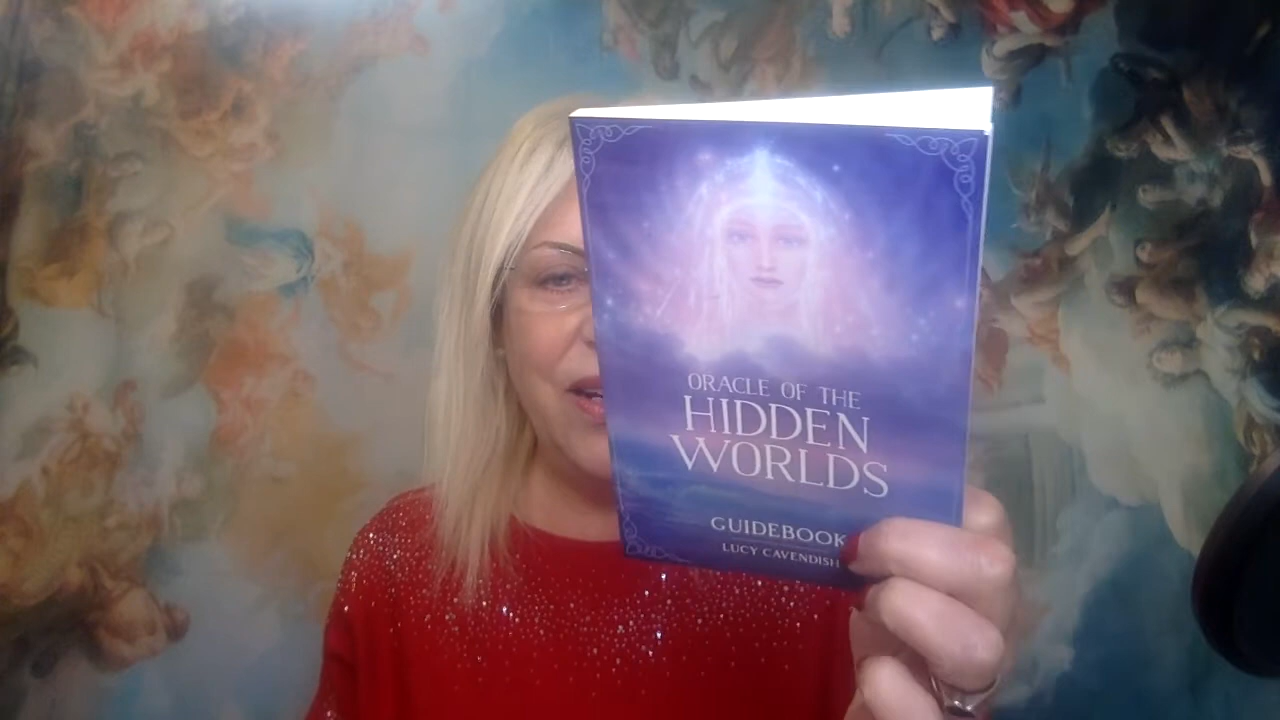 ORACLE OF THE
HIDDEN
WORLDS
GUIDEBOOK
LUCY CAVENDISH